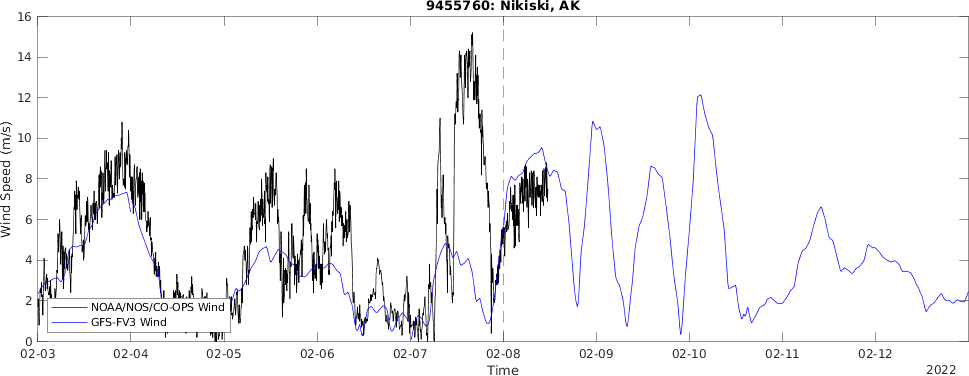 9455760: Nikiski, AK
Wind Speed (m/s)
16
14
12
10
8
6
4
2
0
NOAA/NOS/CO-OPS Wind
GFS-FV3 Wind
02-03 02-04 02-05 02-06 02-07 02-08 02-09 02-10 02-11 02-12
Time
2022